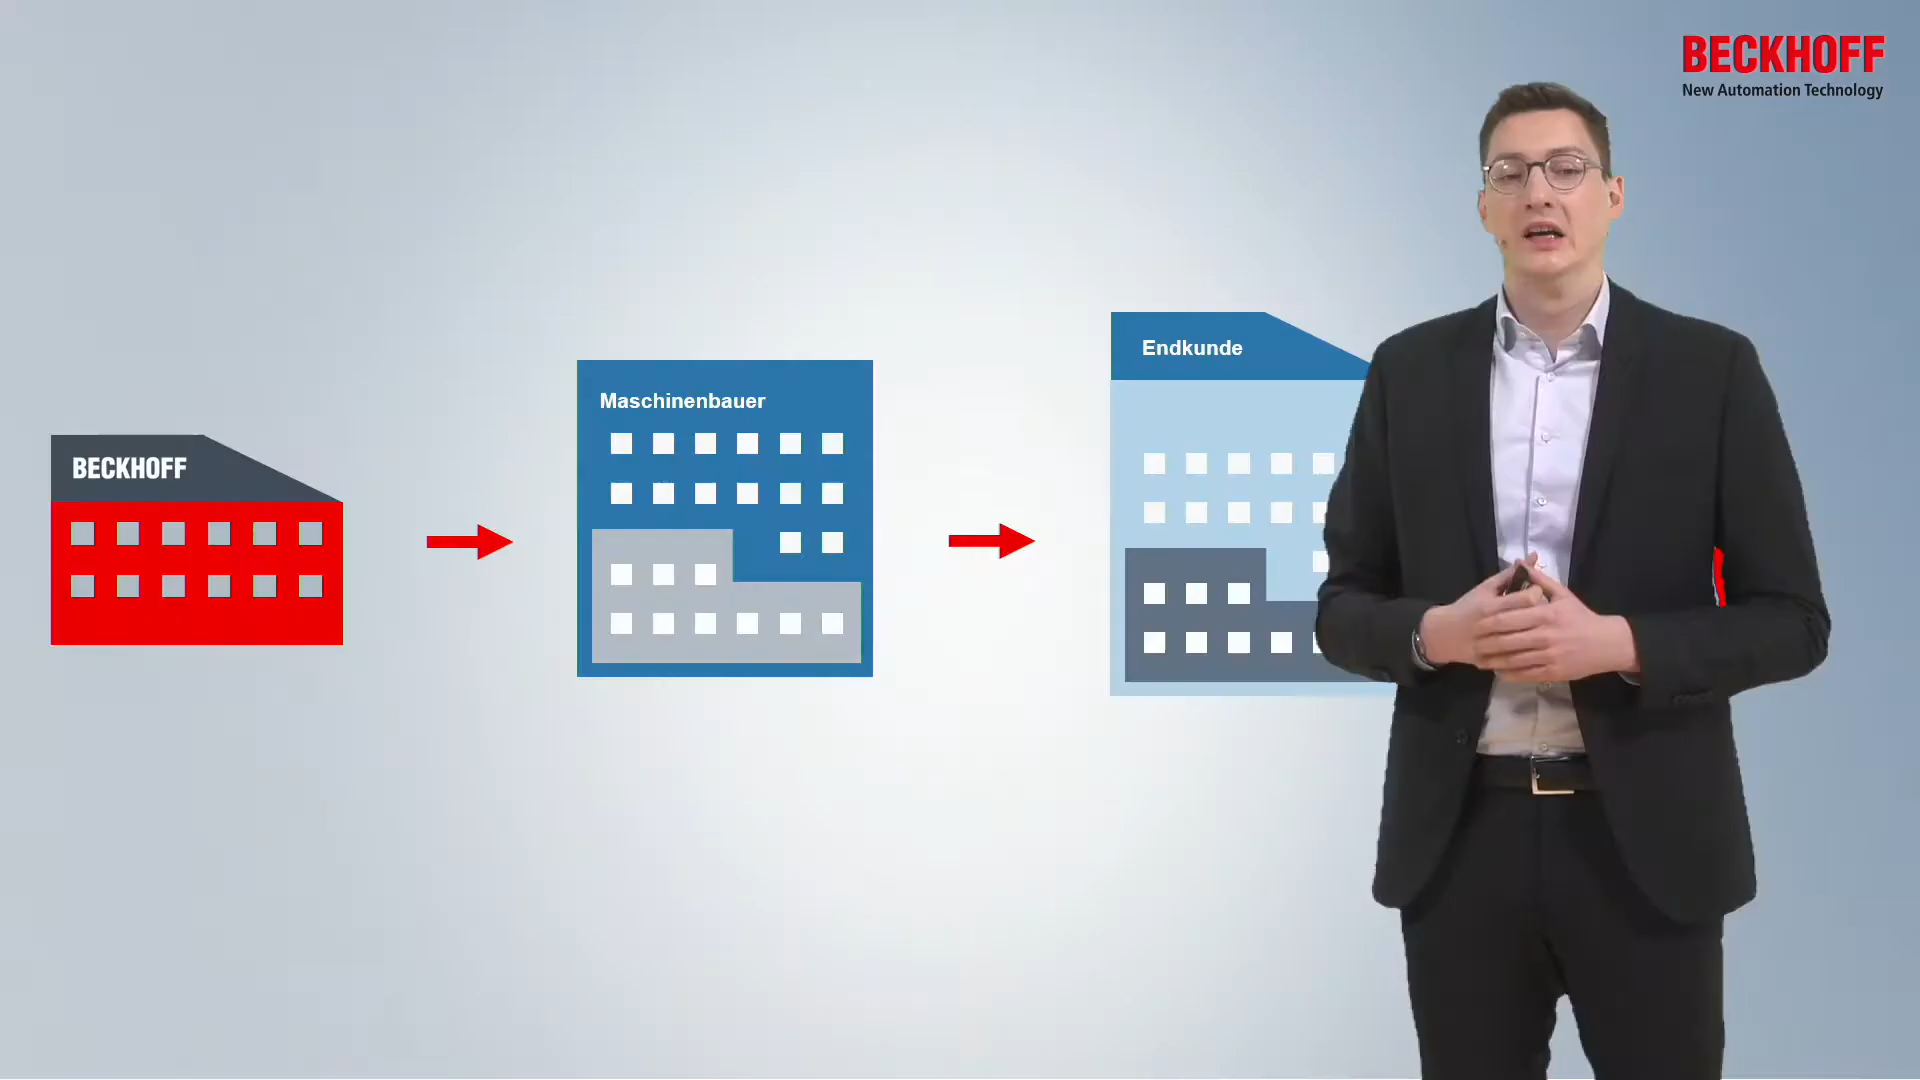 BECKHOFF
New Automation Technology
Endkunde
Maschinenbauer
BECKHOFF